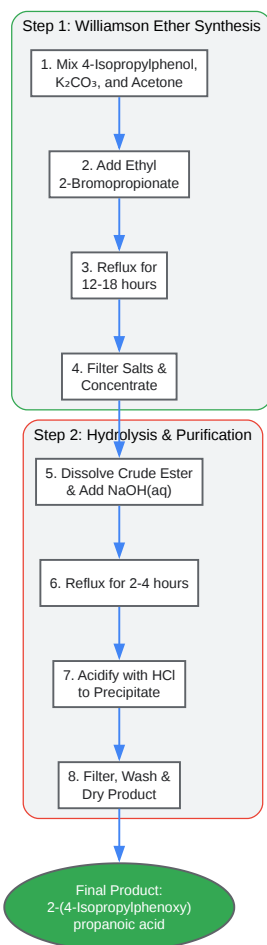 Step 1: Williamson Ether Synthesis
1. Mix 4-Isopropylphenol,
K₂CO₃, and Acetone
2. Add Ethyl
2-Bromopropionate
3. Reflux for
12-18 hours
4. Filter Salts &
Concentrate
Step 2: Hydrolysis & Purification
5. Dissolve Crude Ester
& Add NaOH(aq)
6. Reflux for 2-4 hours
7. Acidify with HCl
to Precipitate
8. Filter, Wash &
Dry Product
Final Product:
2-(4-Isopropylphenoxy)
propanoic acid